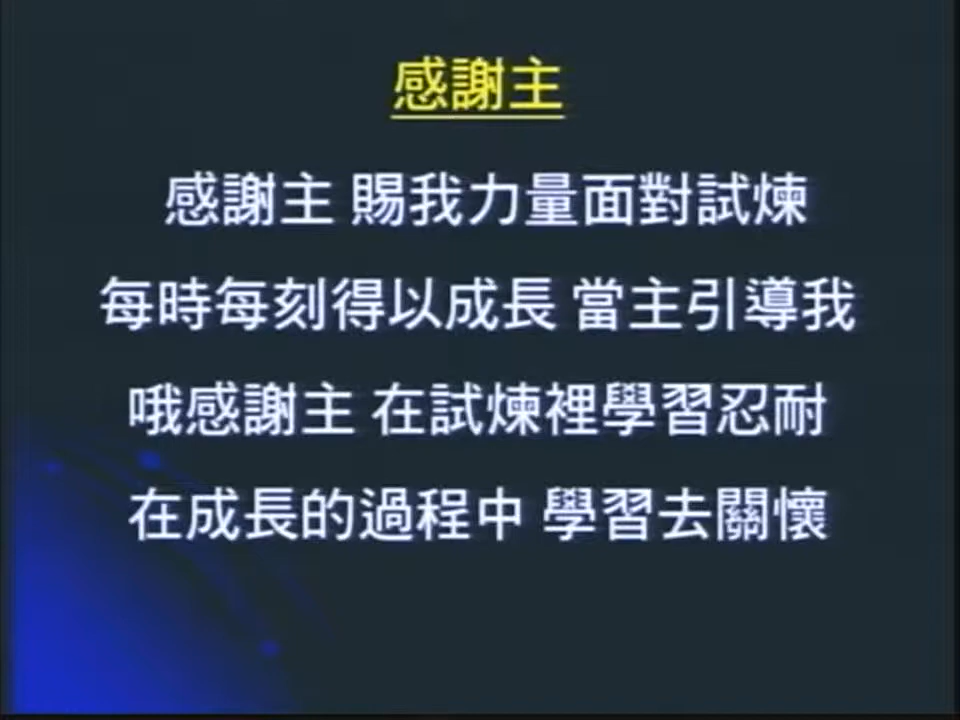 感謝主
感謝主 賜我力量面對試煉
每時每刻得以成長 當主引導我
哦感謝主 在試煉裡學習忍耐
在成長的過程中 學習去關懷